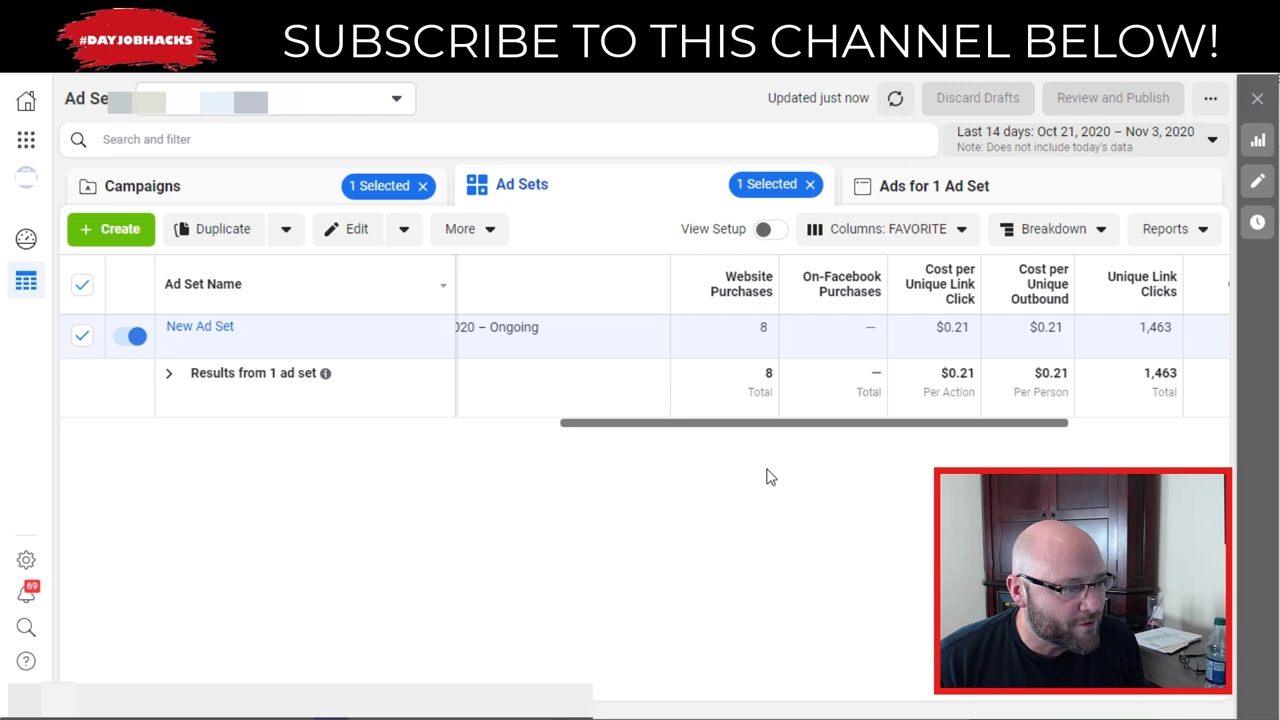 #DAYJOBHACKS
SUBSCRIBE TO THIS CHANNEL BELOW!
Ad Se
Updated just now
Discard Drafts
Review and Publish
Search and filter
Last 14 days: Oct 21, 2020 – Nov 3, 2020
Note: Does not include today's data
Campaigns
1 Selected
Ad Sets
1 Selected
Ads for 1 Ad Set
+ Create
Duplicate
Edit
More
View Setup
Columns: FAVORITE
Breakdown
Reports
Ad Set Name
Website Purchases
On-Facebook Purchases
Cost per Unique Link Click
Cost per Unique Outbound
Unique Link Clicks
New Ad Set
020 – Ongoing
8
—
$0.21
$0.21
1,463
Results from 1 ad set
8
—
$0.21
$0.21
1,463
Total
Total
Per Action
Per Person
Total
69